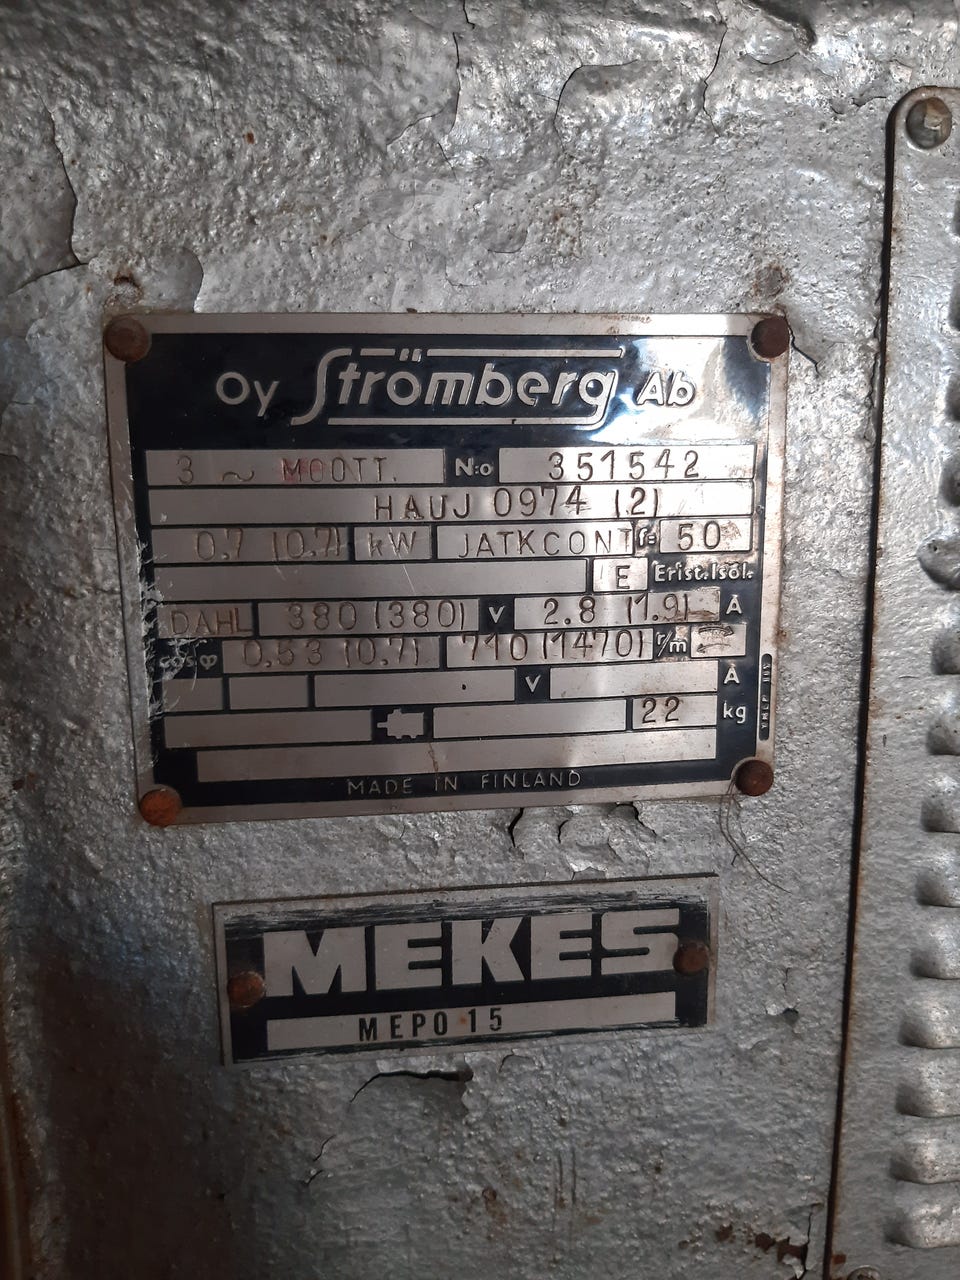 Oy Strömberg Ab
3 ~ MOOTT. N:o 351542
HAUJ 0974 (2)
0.7 (0.7) kW JATKCONT f= 50
E Erist.Isol.
DAHL 380 (380) V 2.8 (1.9) A
cos φ 0.53 (0.7) 710 (1470) r/m
V A
22 kg
MADE IN FINLAND
MEKES
MEPO 15